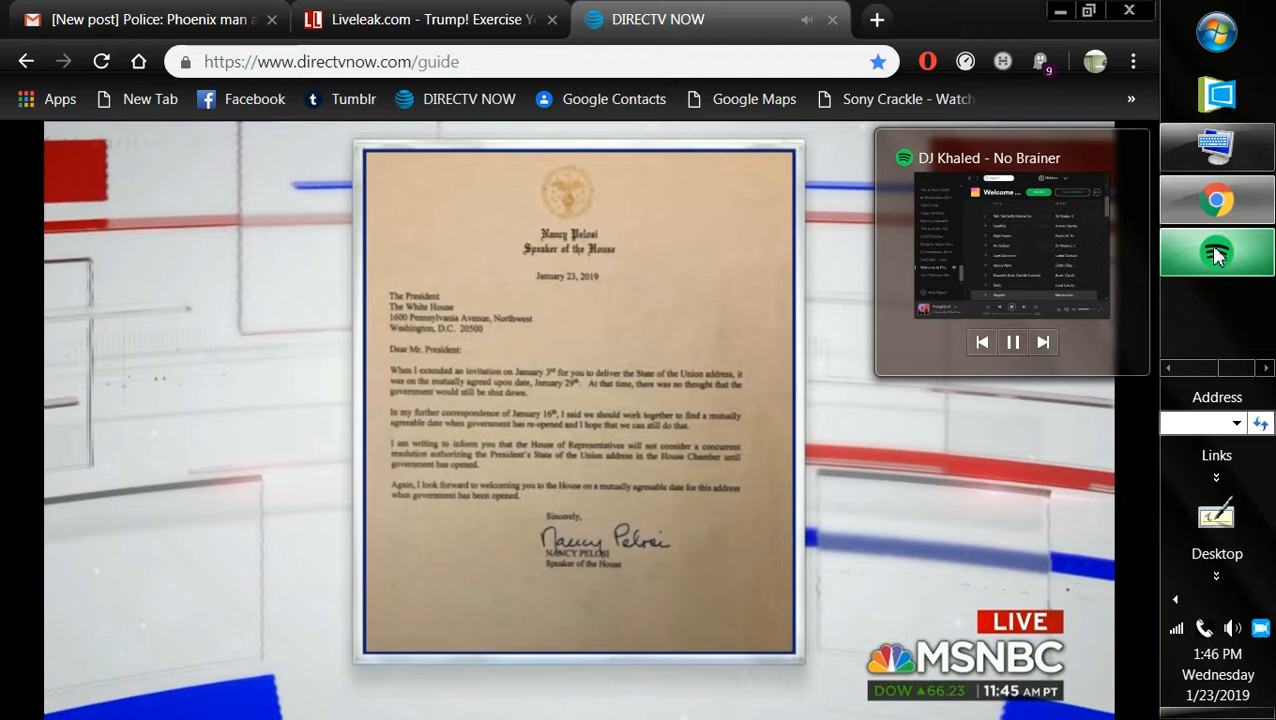 [New post] Police: Phoenix man a
Liveleak.com - Trump! Exercise Yo
DIRECTV NOW
https://www.directvnow.com/guide
9
Apps
New Tab
Facebook
Tumblr
DIRECTV NOW
Google Contacts
Google Maps
Sony Crackle - Watch
»
Nancy Pelosi
Speaker of the House
January 23, 2019
The President
The White House
1600 Pennsylvania Avenue, Northwest
Washington, D.C. 20500
Dear Mr. President:
When I extended an invitation on January 3rd for you to deliver the State of the Union address, it
was on the mutually agreed upon date, January 29th. At that time, there was no thought that the
government would still be shut down.
In my further correspondence of January 16th, I said we should work together to find a mutually
agreeable date when government has re-opened and I hope that we can still do that.
I am writing to inform you that the House of Representatives will not consider a concurrent
resolution authorizing the President's State of the Union address in the House Chamber until
government has opened.
Again, I look forward to welcoming you to the House on a mutually agreeable date for this address
when government has been opened.
Sincerely,
Nancy Pelosi
NANCY PELOSI
Speaker of the House
DJ Khaled - No Brainer
Welcome ...
LIVE
MSNBC
DOW ▲66.23 11:45 AM PT
Address
Links
Desktop
1:46 PM
Wednesday
1/23/2019